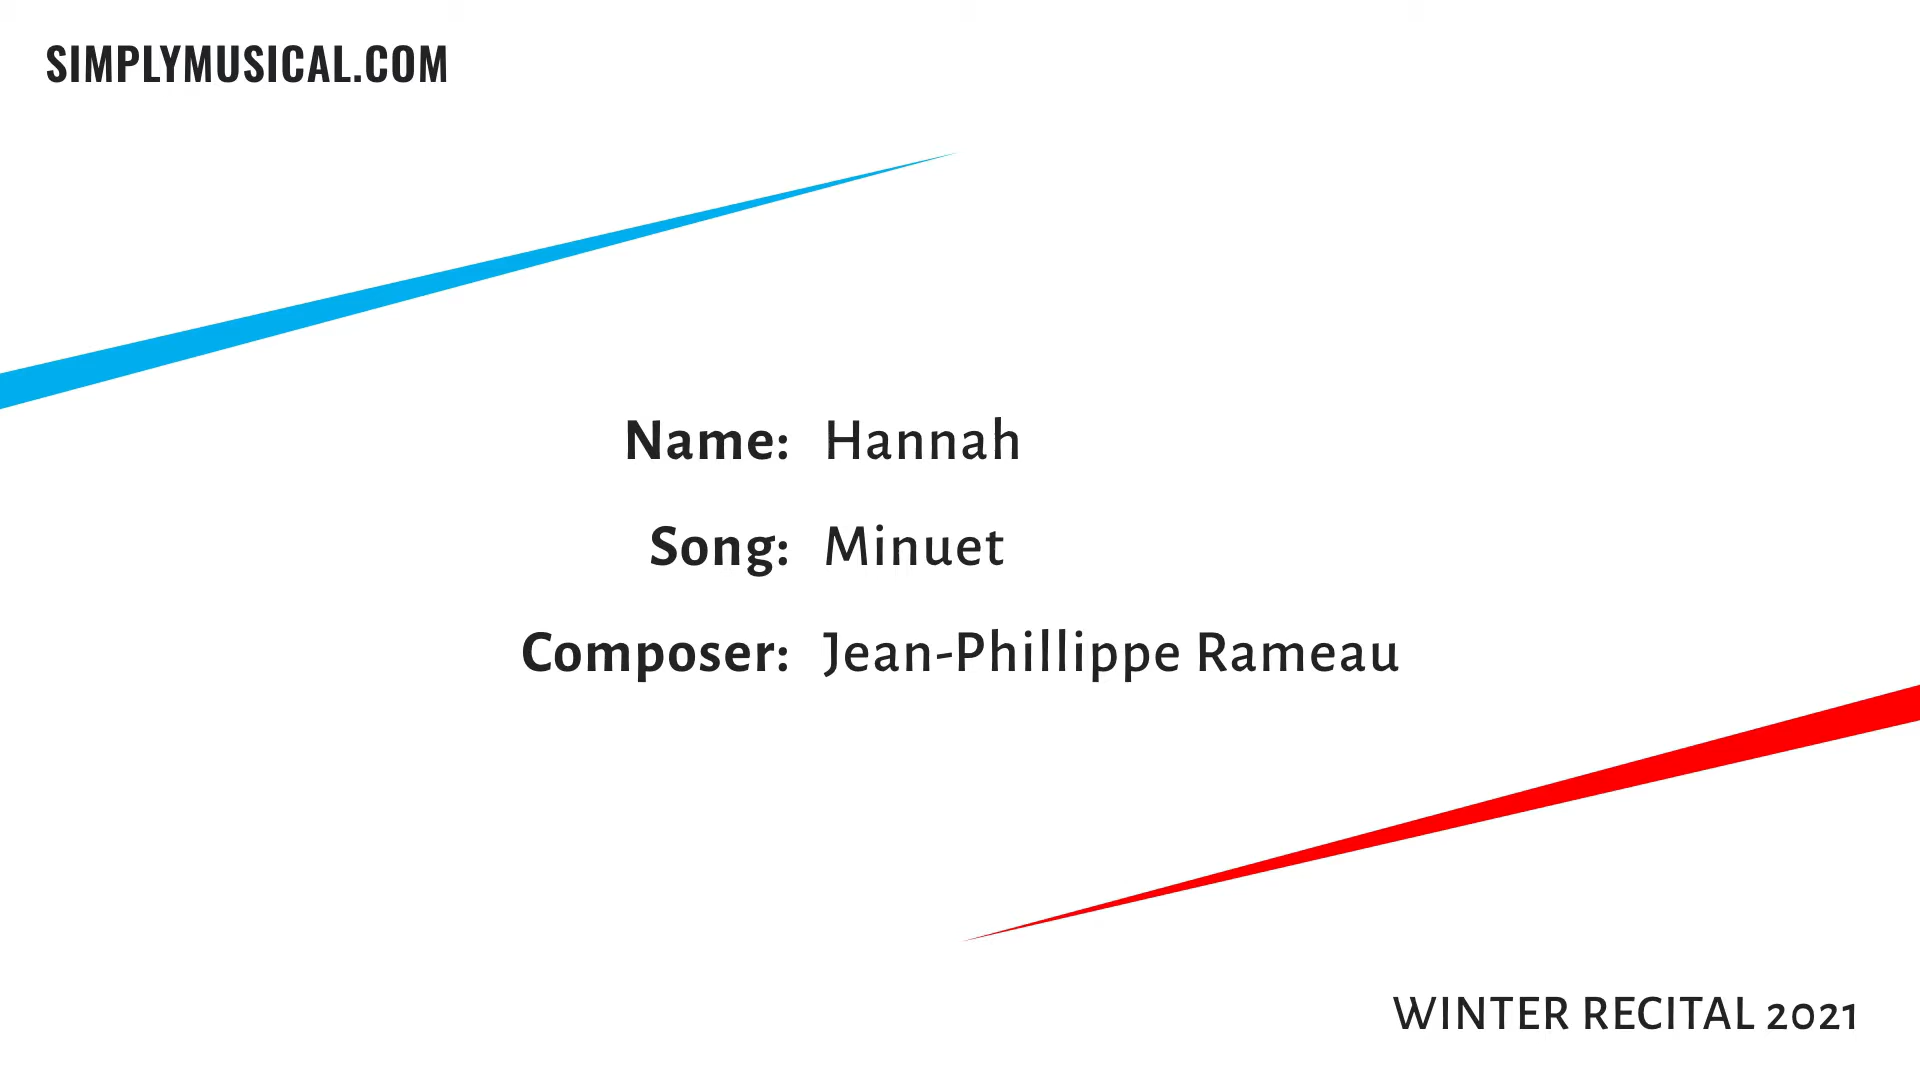 SIMPLYMUSICAL.COM
Name: Hannah
Song: Minuet
Composer: Jean-Phillippe Rameau
WINTER RECITAL 2021